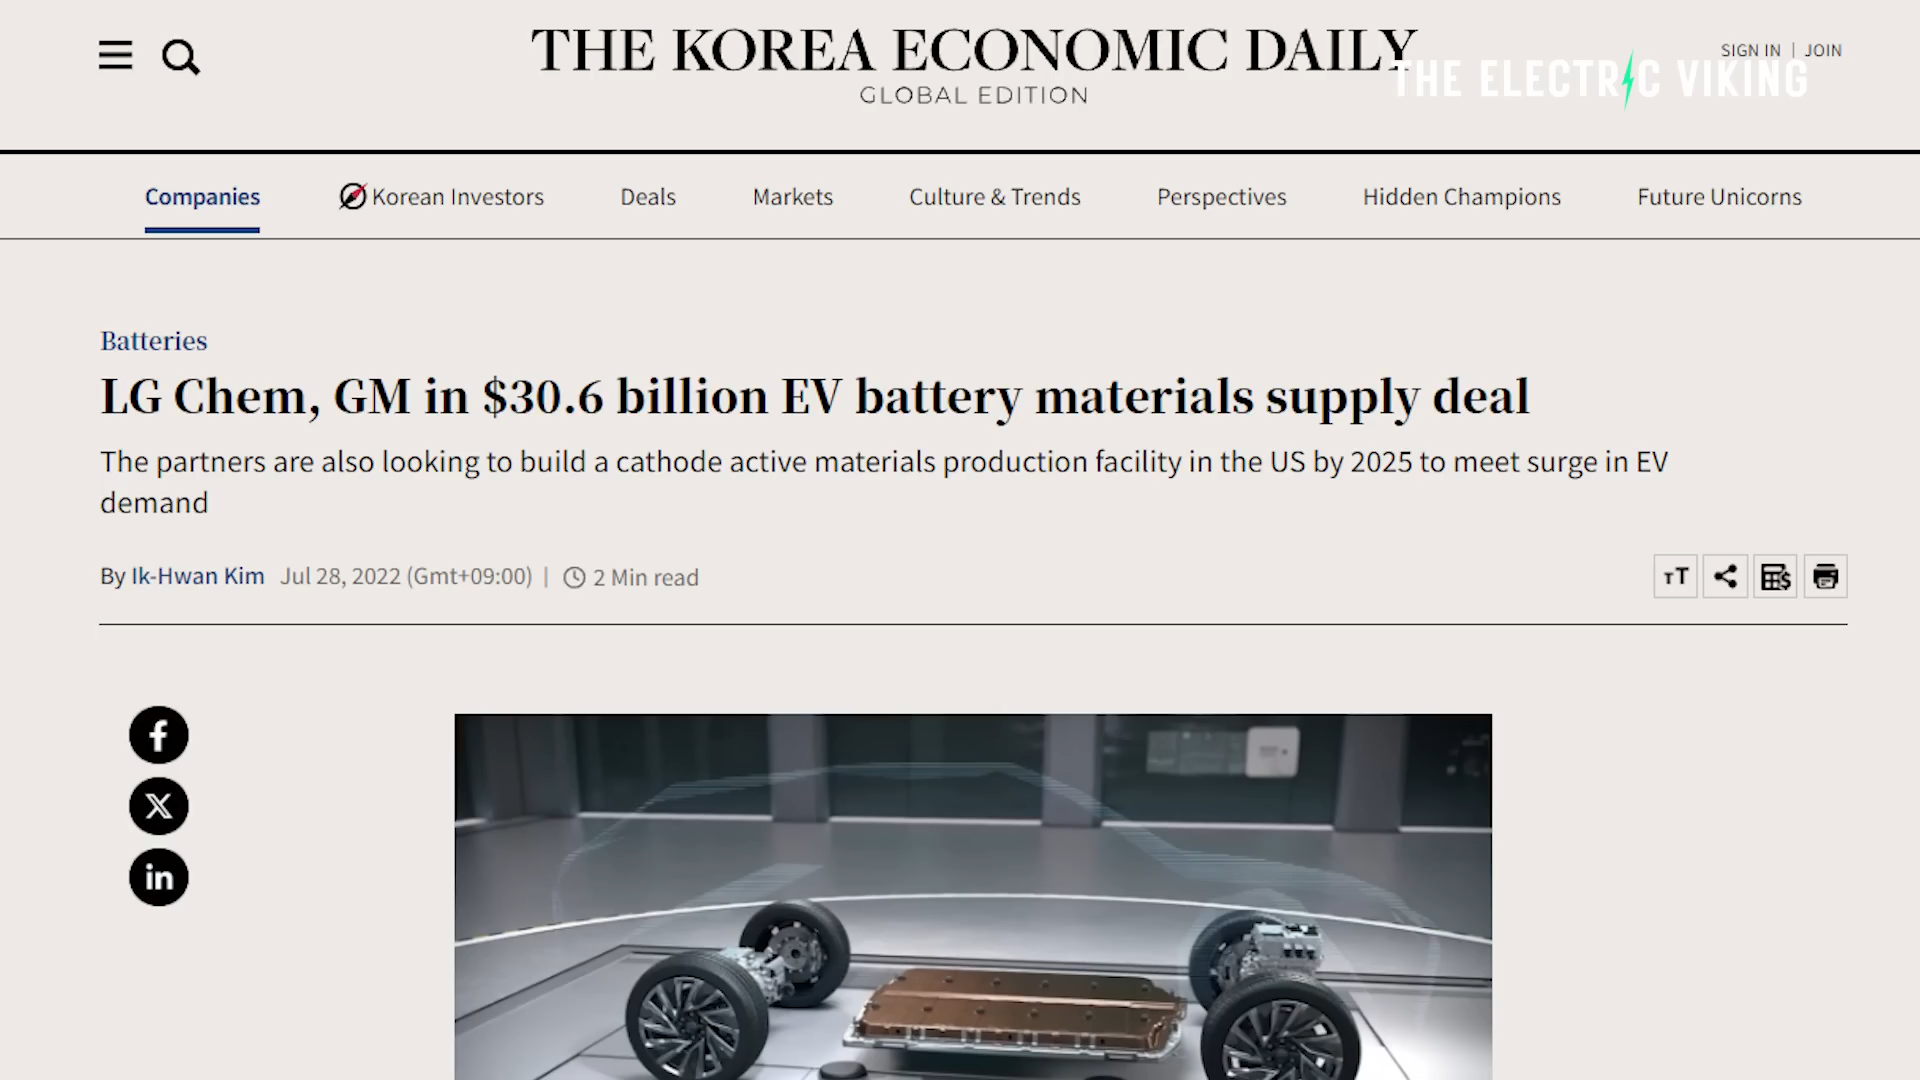 THE KOREA ECONOMIC DAILY
GLOBAL EDITION
SIGN IN | JOIN
THE ELECTRIC VIKING
Companies
Korean Investors
Deals
Markets
Culture & Trends
Perspectives
Hidden Champions
Future Unicorns
Batteries
LG Chem, GM in $30.6 billion EV battery materials supply deal
The partners are also looking to build a cathode active materials production facility in the US by 2025 to meet surge in EV
demand
By Ik-Hwan Kim Jul 28, 2022 (Gmt+09:00) | 2 Min read
TT
f
X
in